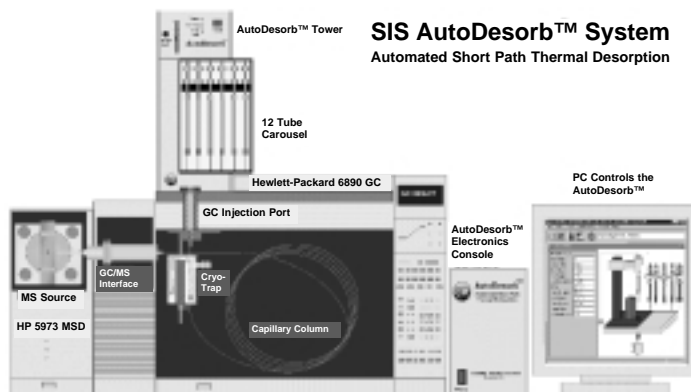 SIS AutoDesorb™ System
Automated Short Path Thermal Desorption
AutoDesorb™ Tower
12 Tube
Carousel
Hewlett-Packard 6890 GC
GC Injection Port
PC Controls the
AutoDesorb™
AutoDesorb™
Electronics
Console
GC/MS
Interface
Cryo-
Trap
MS Source
HP 5973 MSD
Capillary Column
AutoDesorb